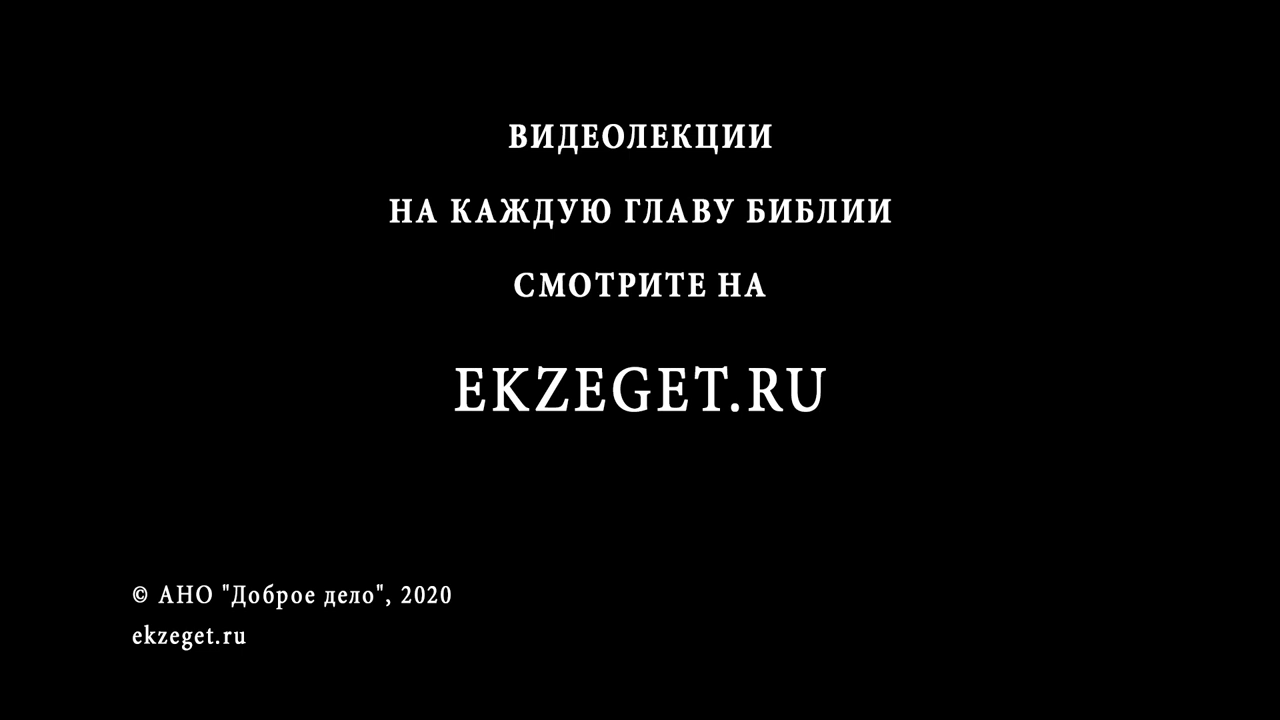 ВИДЕОЛЕКЦИИ
НА КАЖДУЮ ГЛАВУ БИБЛИИ
СМОТРИТЕ НА
EKZEGET.RU
© АНО "Доброе дело", 2020
ekzeget.ru